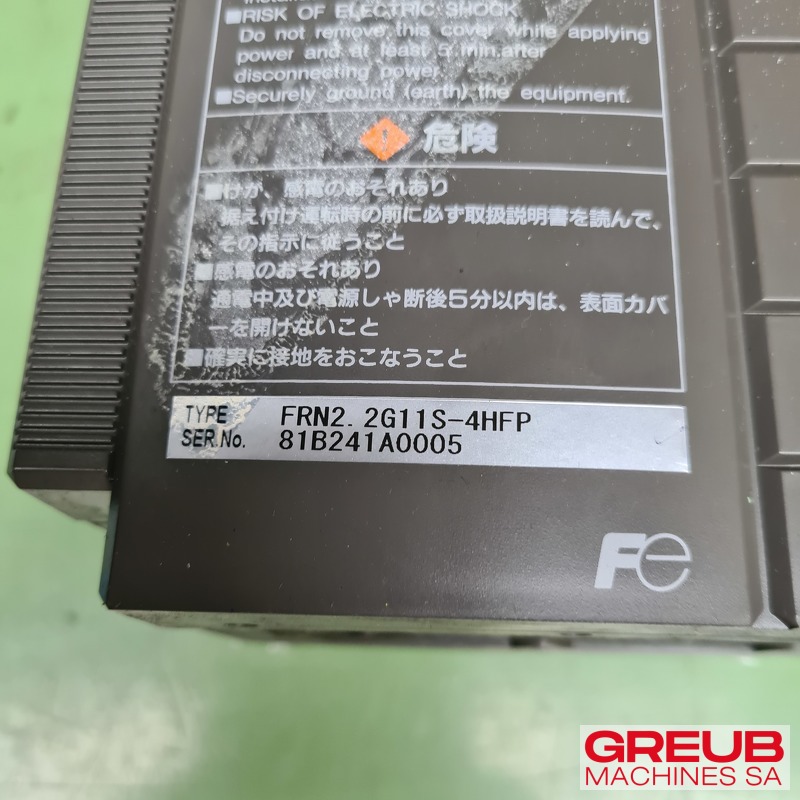 ■RISK OF ELECTRIC SHOCK
Do not remove this cover while applying
power and at least 5 min.after
disconnecting power.
■Securely ground (earth) the equipment.
危険
■けが、感電のおそれあり
据え付け運転時の前に必ず取扱説明書を読んで、
その指示に従うこと
■感電のおそれあり
通電中及び電源しゃ断後5分以内は、表面カバ
ーを開けないこと
■確実に接地をおこなうこと
TYPE FRN2.2G11S-4HFP
SER.No. 81B241A0005
Fe
GREUB
MACHINES SA